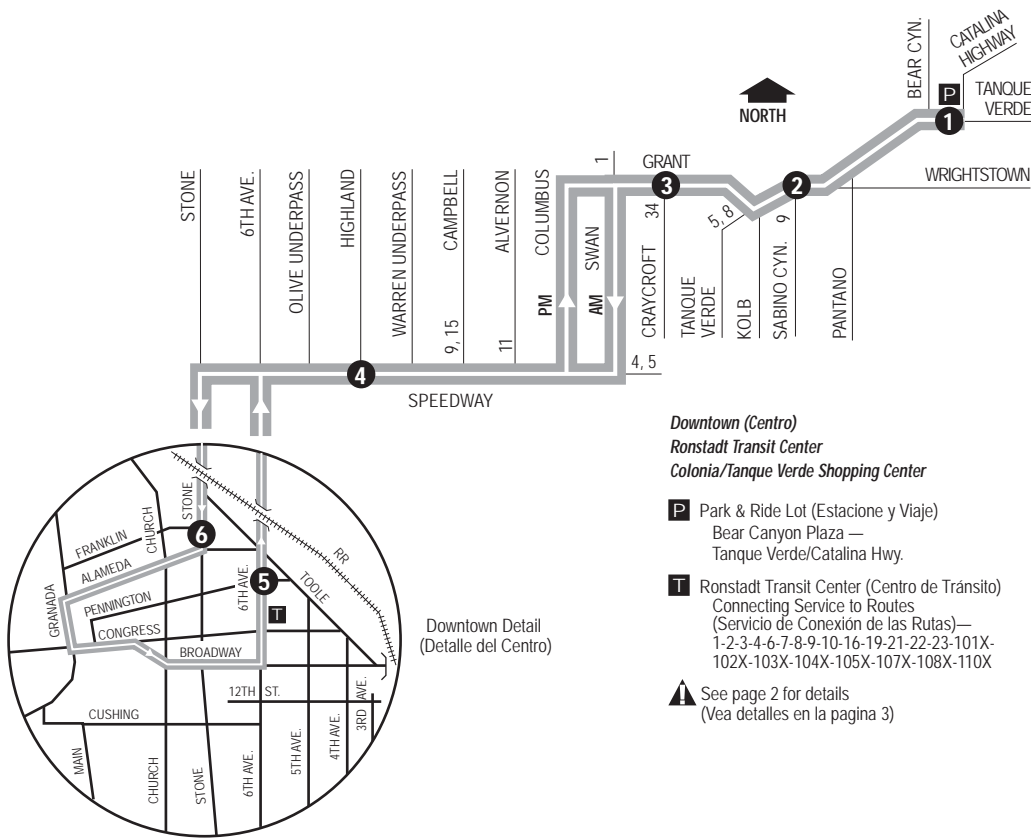 BEAR CYN.
CATALINA
HIGHWAY
P
TANQUE
VERDE
1
NORTH
WRIGHTSTOWN
GRANT
1
3
2
STONE
6TH AVE.
OLIVE UNDERPASS
HIGHLAND
WARREN UNDERPASS
CAMPBELL
9, 15
ALVERNON
11
COLUMBUS
PM
SWAN
AM
34
CRAYCROFT
5, 8
TANQUE
VERDE
KOLB
9
SABINO CYN.
PANTANO
4, 5
4
SPEEDWAY
Downtown (Centro)
Ronstadt Transit Center
Colonia/Tanque Verde Shopping Center
P Park & Ride Lot (Estacione y Viaje)
Bear Canyon Plaza —
Tanque Verde/Catalina Hwy.
T Ronstadt Transit Center (Centro de Tránsito)
Connecting Service to Routes
(Servicio de Conexión de las Rutas)—
1-2-3-4-6-7-8-9-10-16-19-21-22-23-101X-
102X-103X-104X-105X-107X-108X-110X
! See page 2 for details
(Vea detalles en la pagina 3)
Downtown Detail
(Detalle del Centro)
STONE
6
CHURCH
FRANKLIN
ALAMEDA
GRANADA
PENNINGTON
CONGRESS
BROADWAY
6TH AVE.
5
T
TOOLE
RR
12TH ST.
CUSHING
MAIN
CHURCH
STONE
6TH AVE.
5TH AVE.
4TH AVE.
3RD AVE.